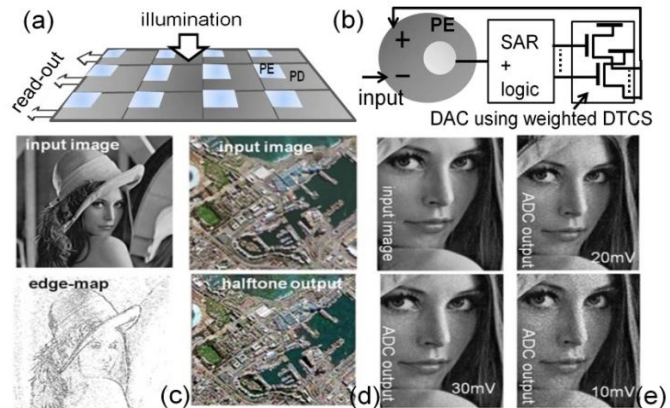 (a)
illumination
read-out
PE
PD
(b)
PE
+
−
input
SAR
+
logic
DAC using weighted DTCS
input image
edge-map
(c)
input image
halftone output
(d)
input image
ADC output
20mV
ADC output
30mV
ADC output
10mV
(e)